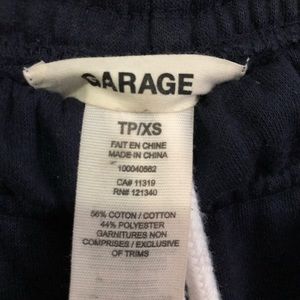 GARAGE
TP/XS
FAIT EN CHINE
MADE IN CHINA
100040562
CA# 11319
RN# 121340
56% COTON / COTTON
44% POLYESTER
GARNITURES NON
COMPRISES / EXCLUSIVE
OF TRIMS